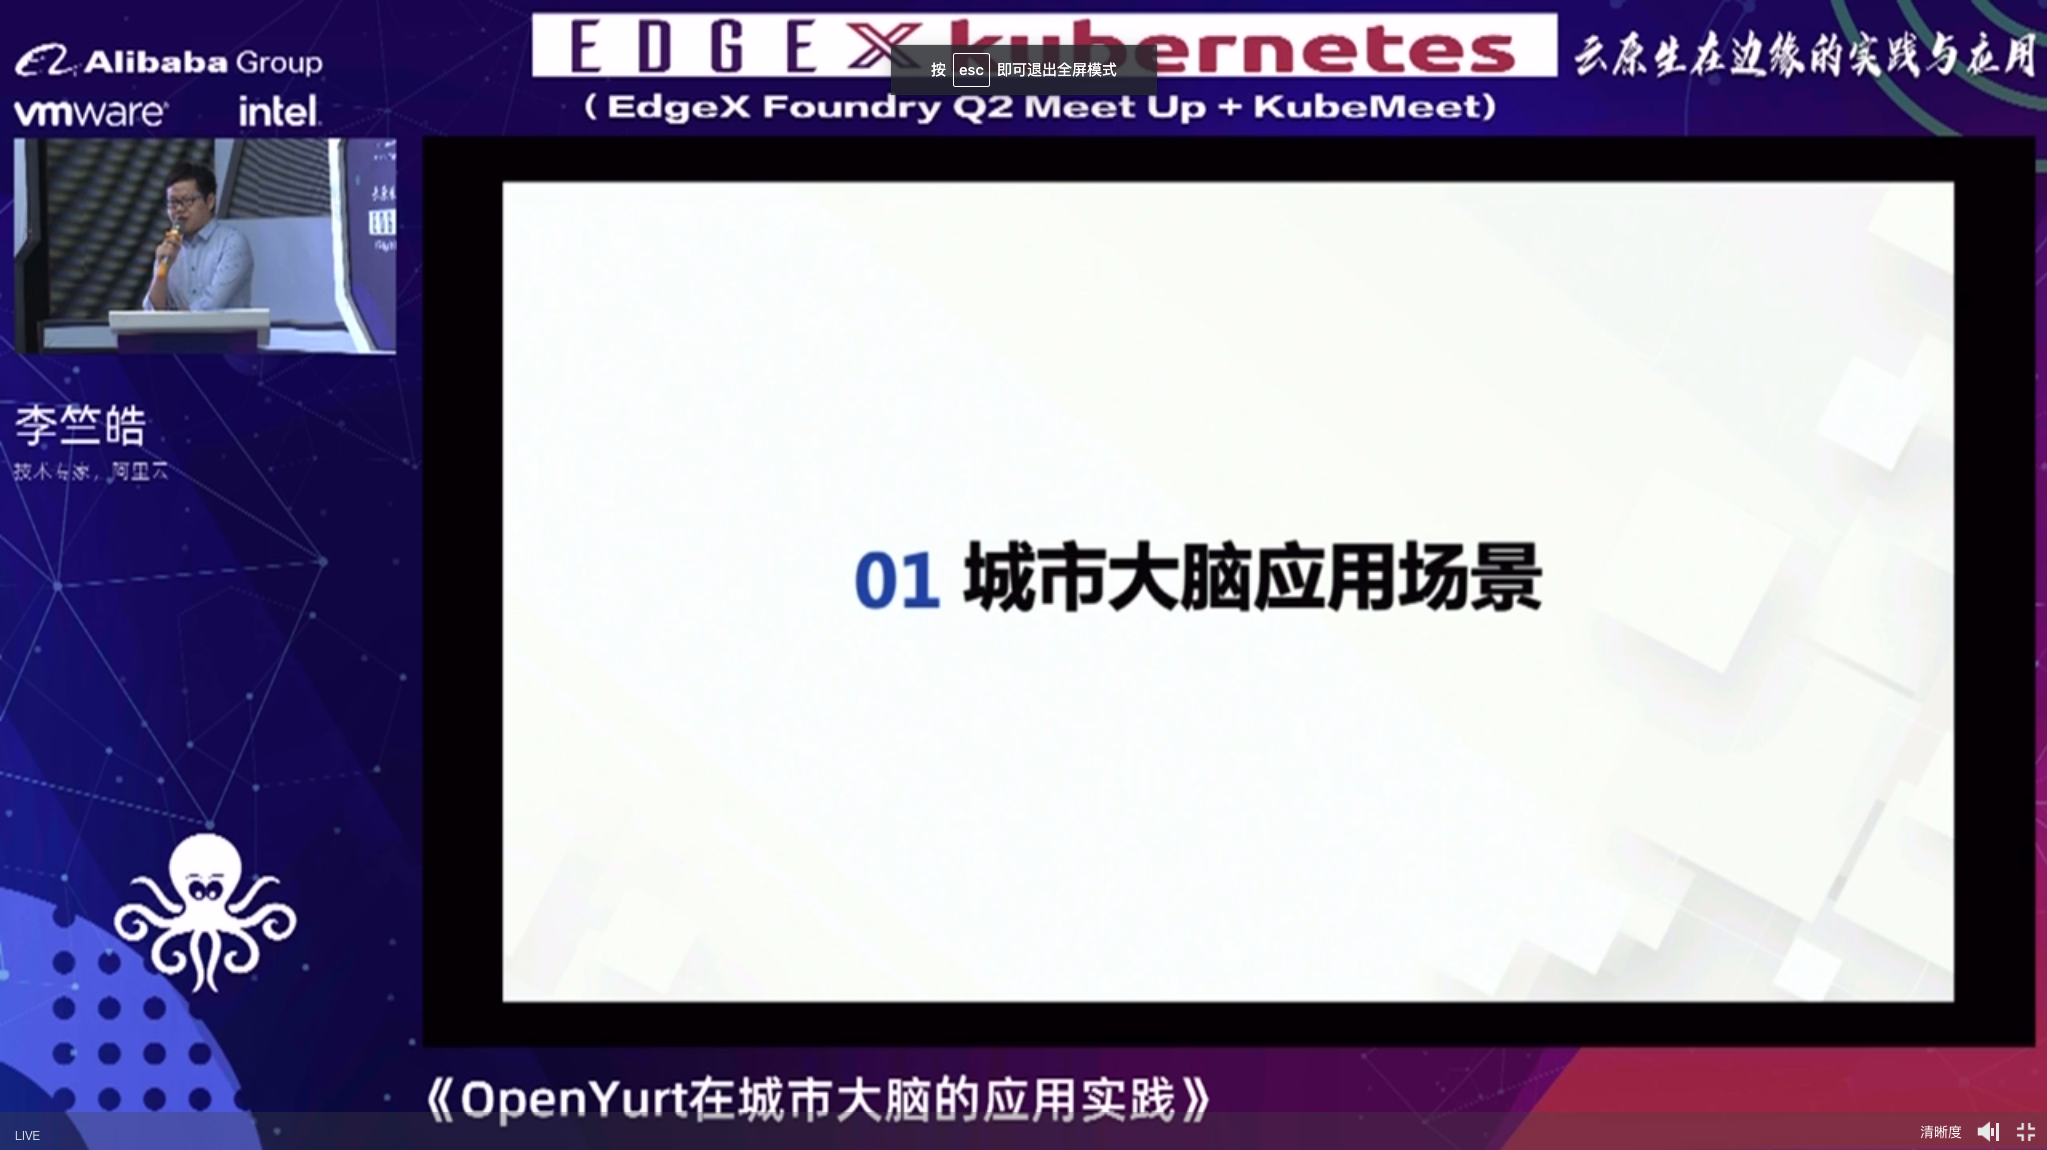 Alibaba Group
vmware
intel
EDGE X kubernetes
按 esc 即可退出全屏模式
云原生在边缘的实践与应用
( EdgeX Foundry Q2 Meet Up + KubeMeet)
李竺皓
技术专家，阿里云
01 城市大脑应用场景
《OpenYurt在城市大脑的应用实践》
LIVE
清晰度